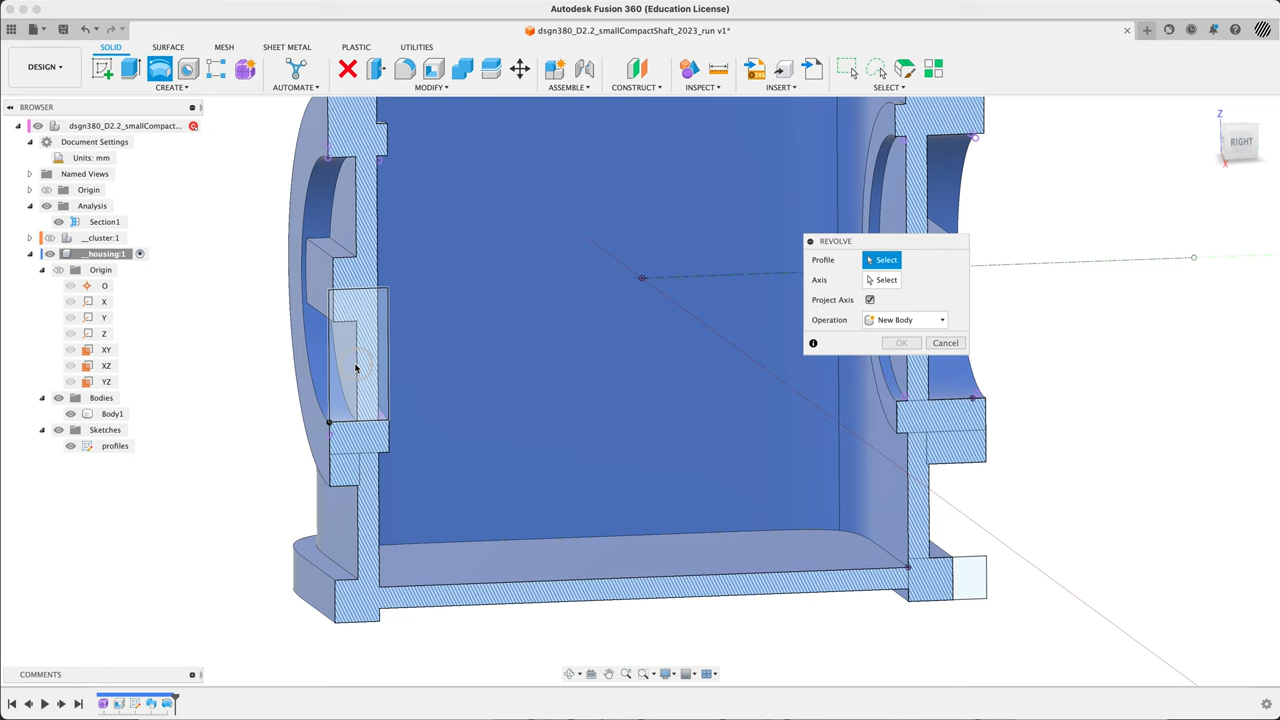 Autodesk Fusion 360 (Education License)
dsgn380_D2.2_smallCompactShaft_2023_run v1*
SOLID SURFACE MESH SHEET METAL PLASTIC UTILITIES
DESIGN
CREATE AUTOMATE MODIFY ASSEMBLE CONSTRUCT INSPECT INSERT SELECT
BROWSER
dsgn380_D2.2_smallCompact...
Document Settings
Units: mm
Named Views
Origin
Analysis
Section1
__cluster:1
__housing:1
Origin
O
X
Y
Z
XY
XZ
YZ
Bodies
Body1
Sketches
profiles
Z
RIGHT
X
REVOLVE
Profile Select
Axis Select
Project Axis
Operation New Body
OK Cancel
COMMENTS